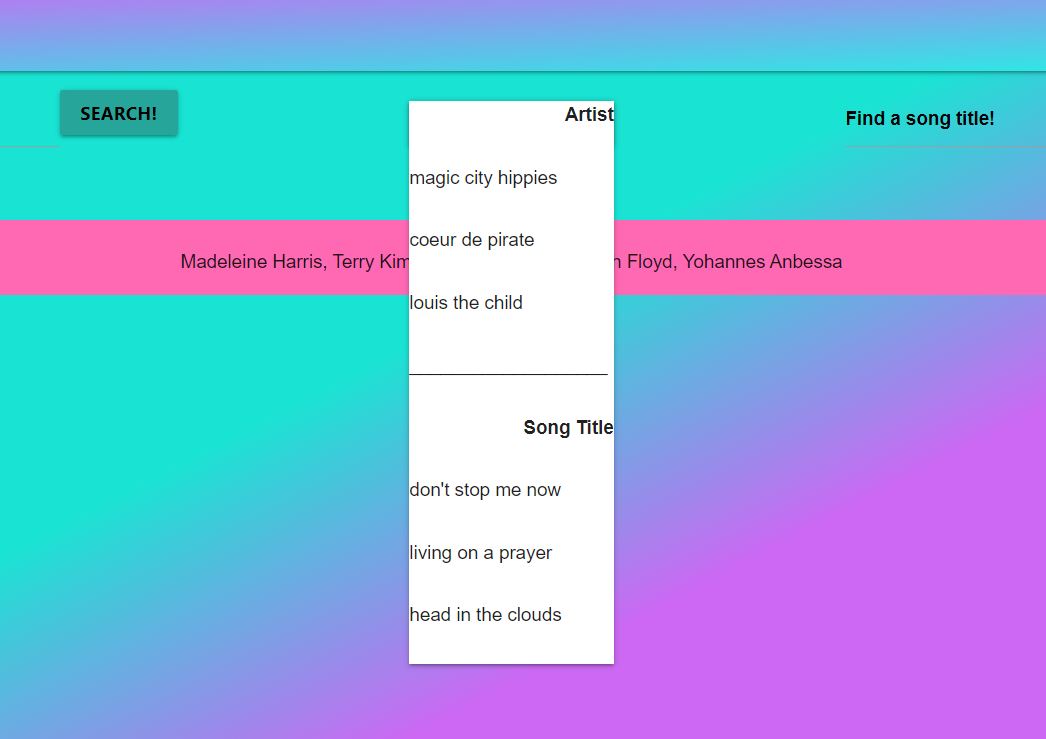 SEARCH!
Artist
Find a song title!
magic city hippies
coeur de pirate
Madeleine Harris, Terry Kim
Floyd, Yohannes Anbessa
louis the child
____________________
Song Title
don't stop me now
living on a prayer
head in the clouds